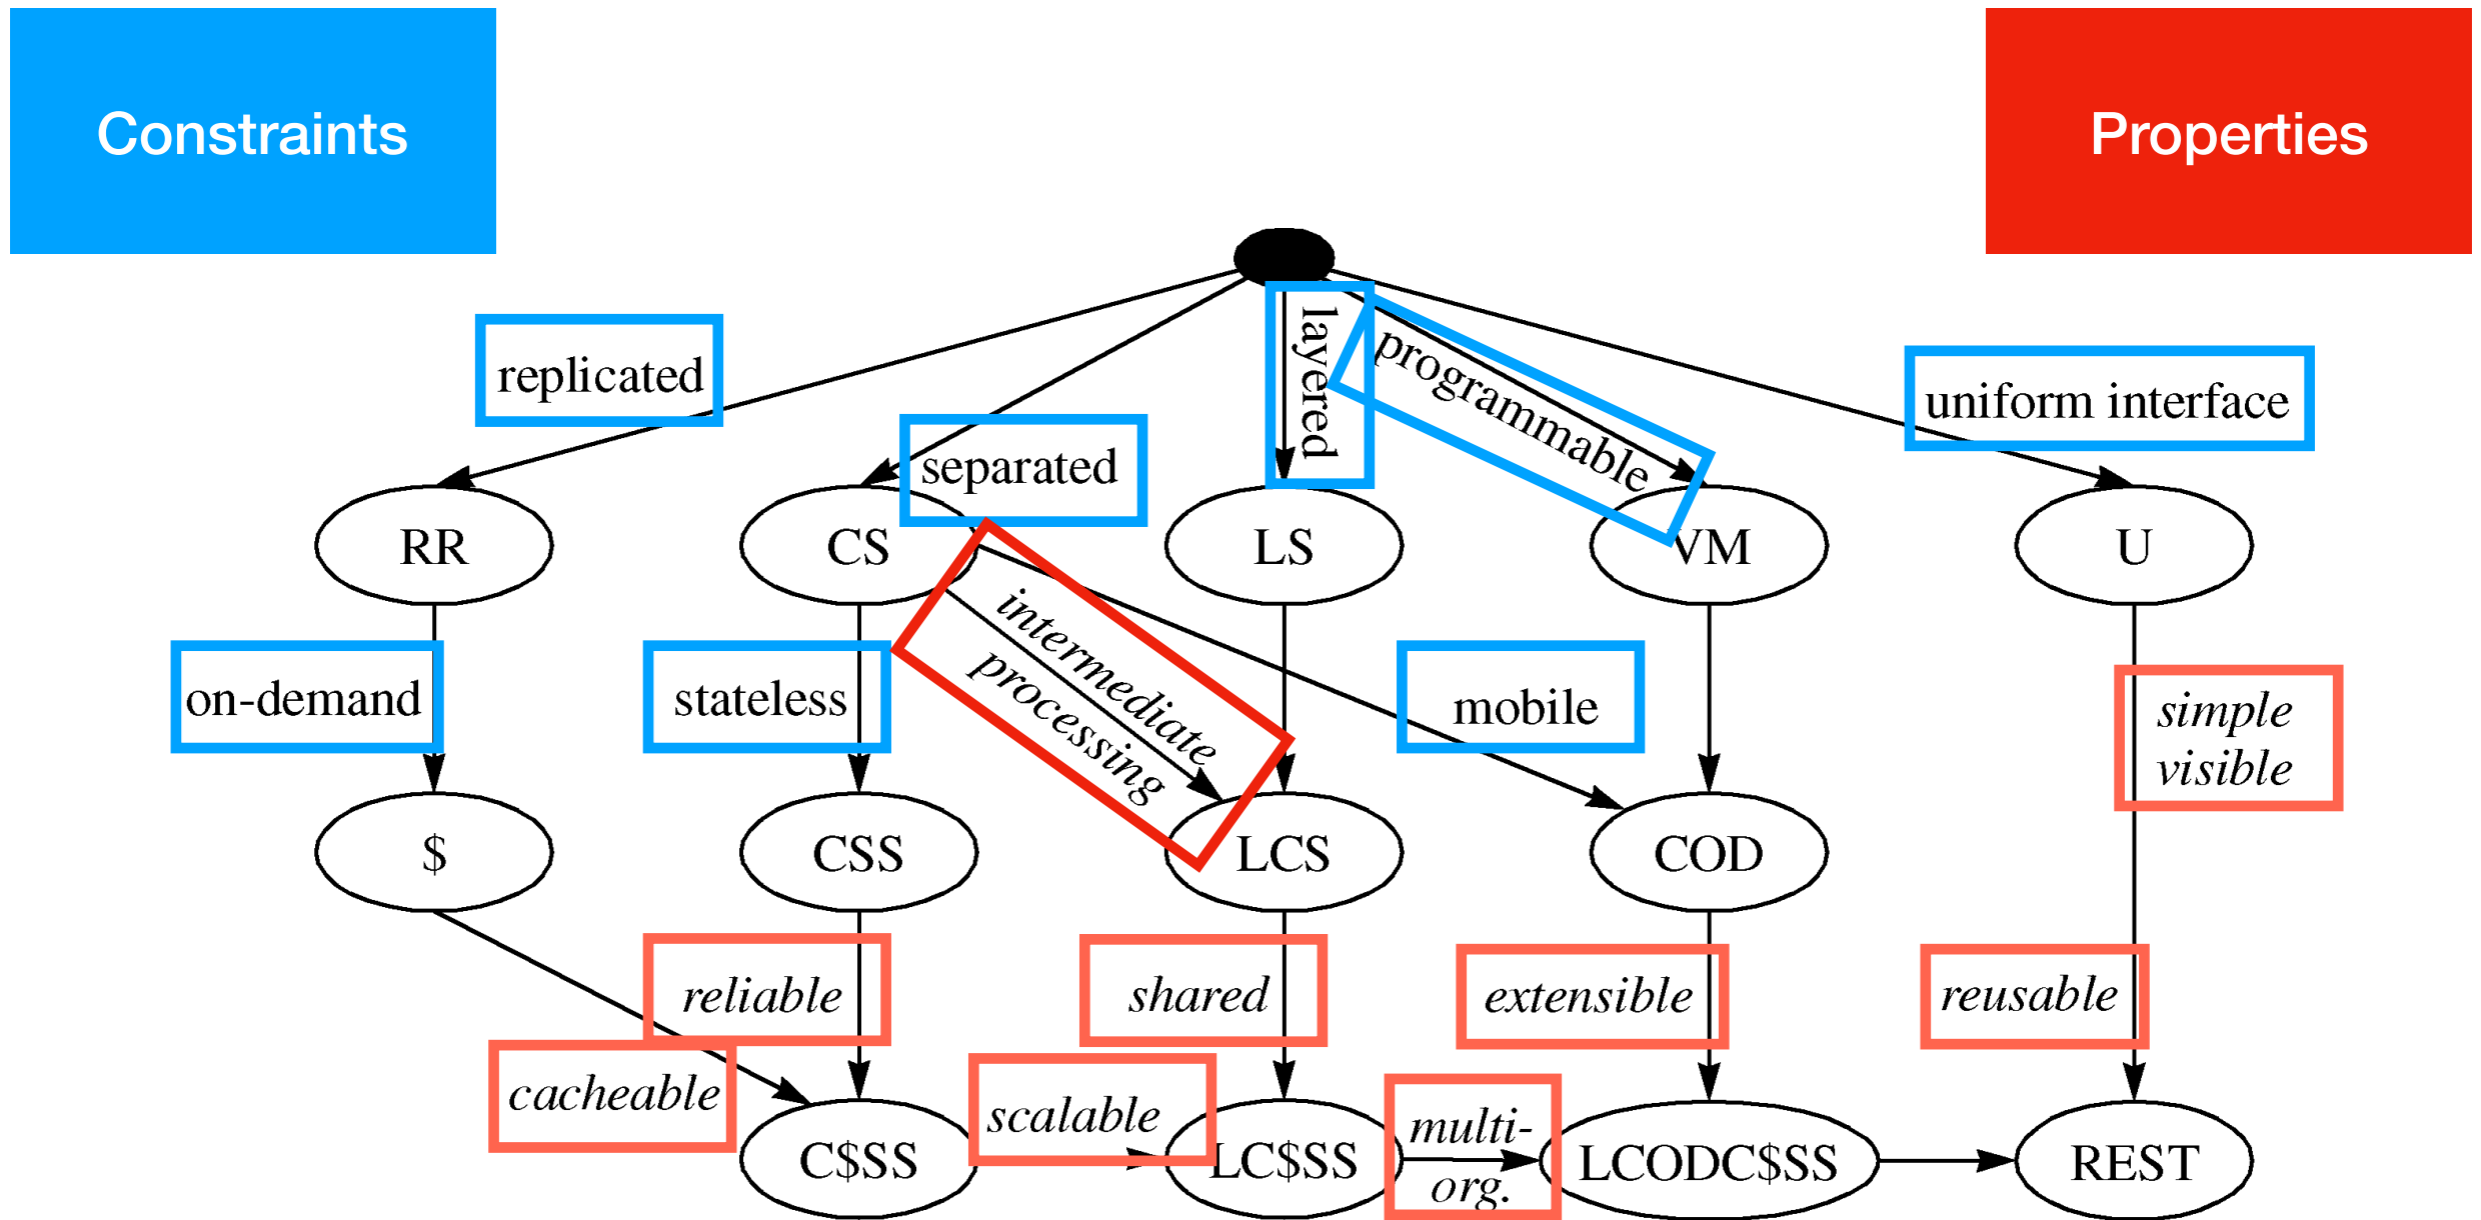 Constraints
Properties
replicated
separated
layered
programmable
uniform interface
RR
CS
LS
VM
U
on-demand
stateless
intermediate
processing
mobile
simple
visible
$
CSS
LCS
COD
reliable
shared
extensible
reusable
cacheable
scalable
multi-
org.
C$SS
LC$SS
LCODC$SS
REST